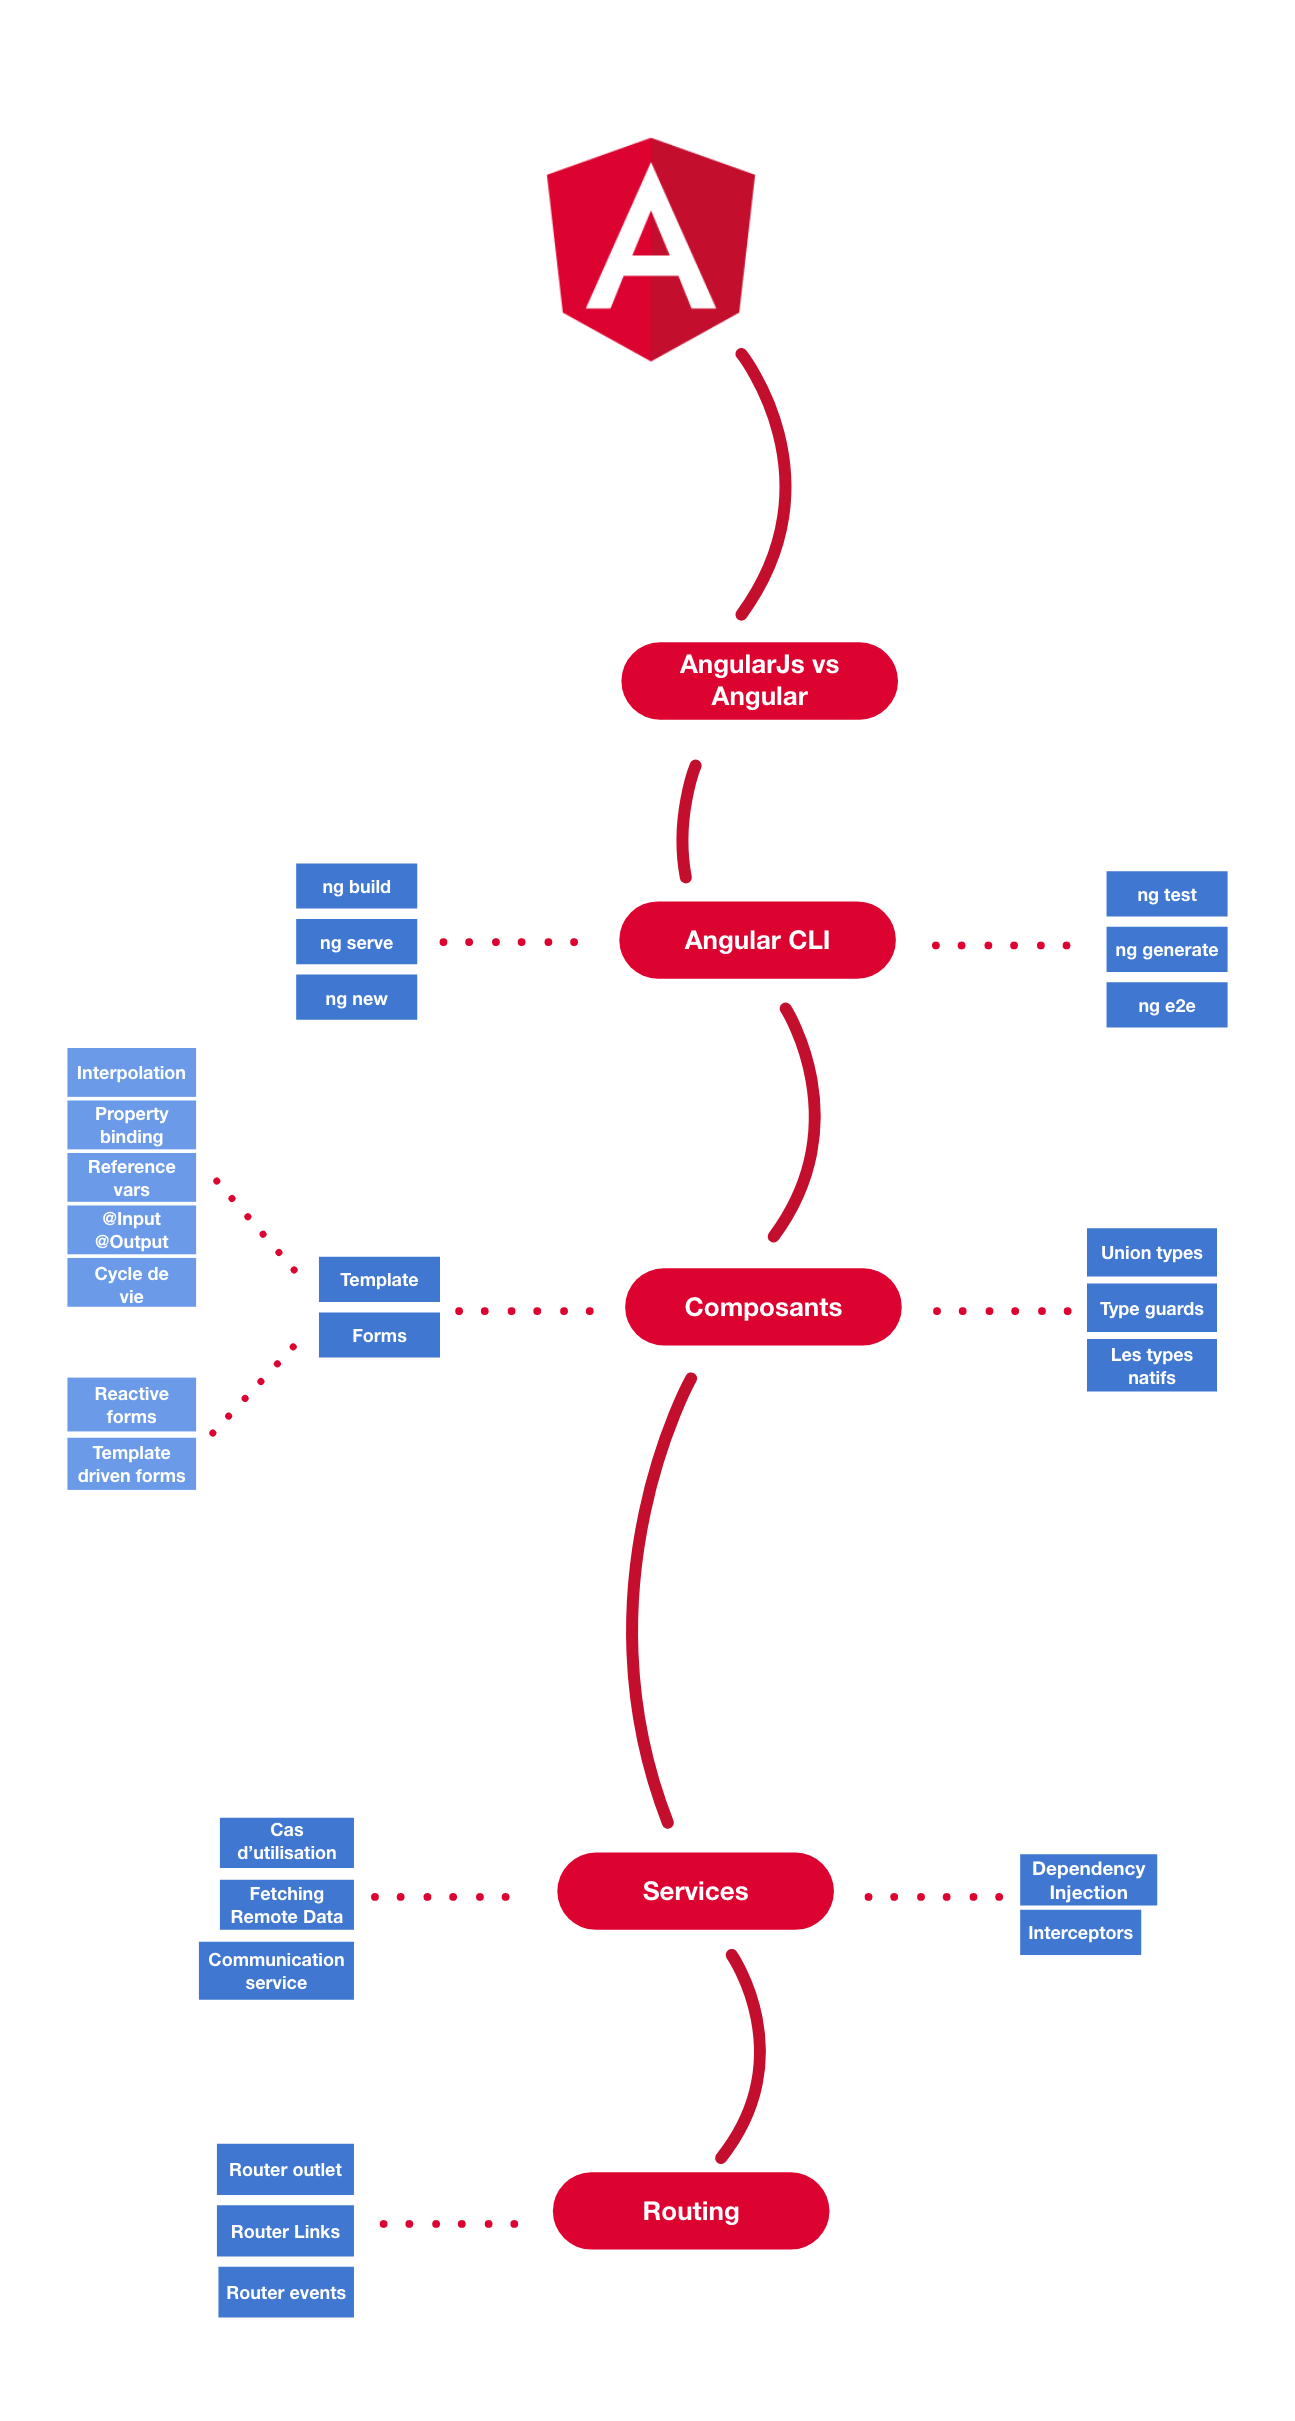 AngularJs vs
Angular
ng build
ng serve
ng new
Angular CLI
ng test
ng generate
ng e2e
Interpolation
Property
binding
Reference
vars
@Input
@Output
Cycle de
vie
Template
Forms
Reactive
forms
Template
driven forms
Composants
Union types
Type guards
Les types
natifs
Cas
d’utilisation
Fetching
Remote Data
Communication
service
Services
Dependency
Injection
Interceptors
Router outlet
Router Links
Router events
Routing